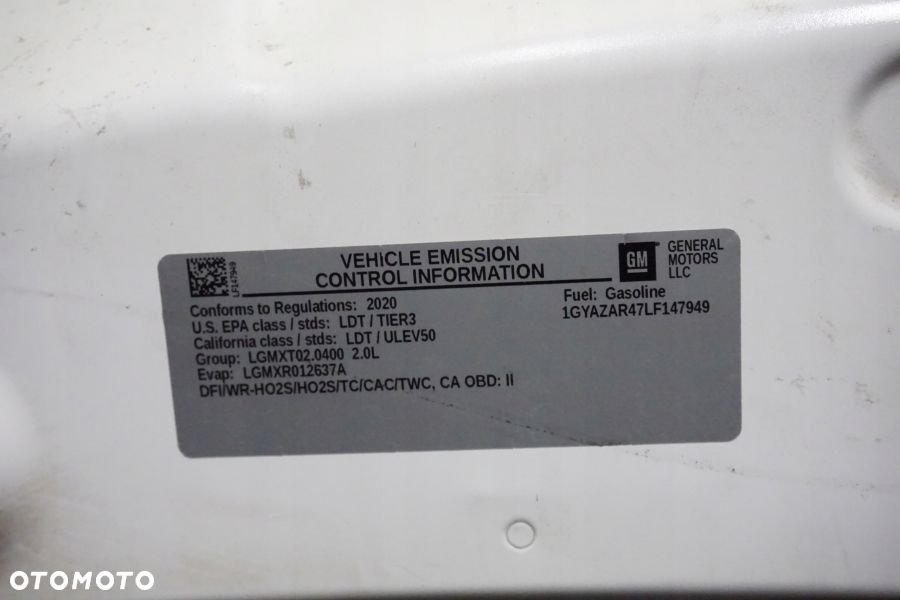 VEHICLE EMISSION
CONTROL INFORMATION
GM
GENERAL
MOTORS
LLC
LF147949
Conforms to Regulations: 2020
U.S. EPA class / stds: LDT / TIER3
California class / stds: LDT / ULEV50
Group: LGMXT02.0400 2.0L
Evap: LGMXR012637A
DFI/WR-HO2S/HO2S/TC/CAC/TWC, CA OBD: II
Fuel: Gasoline
1GYAZAR47LF147949
OTOMOTO